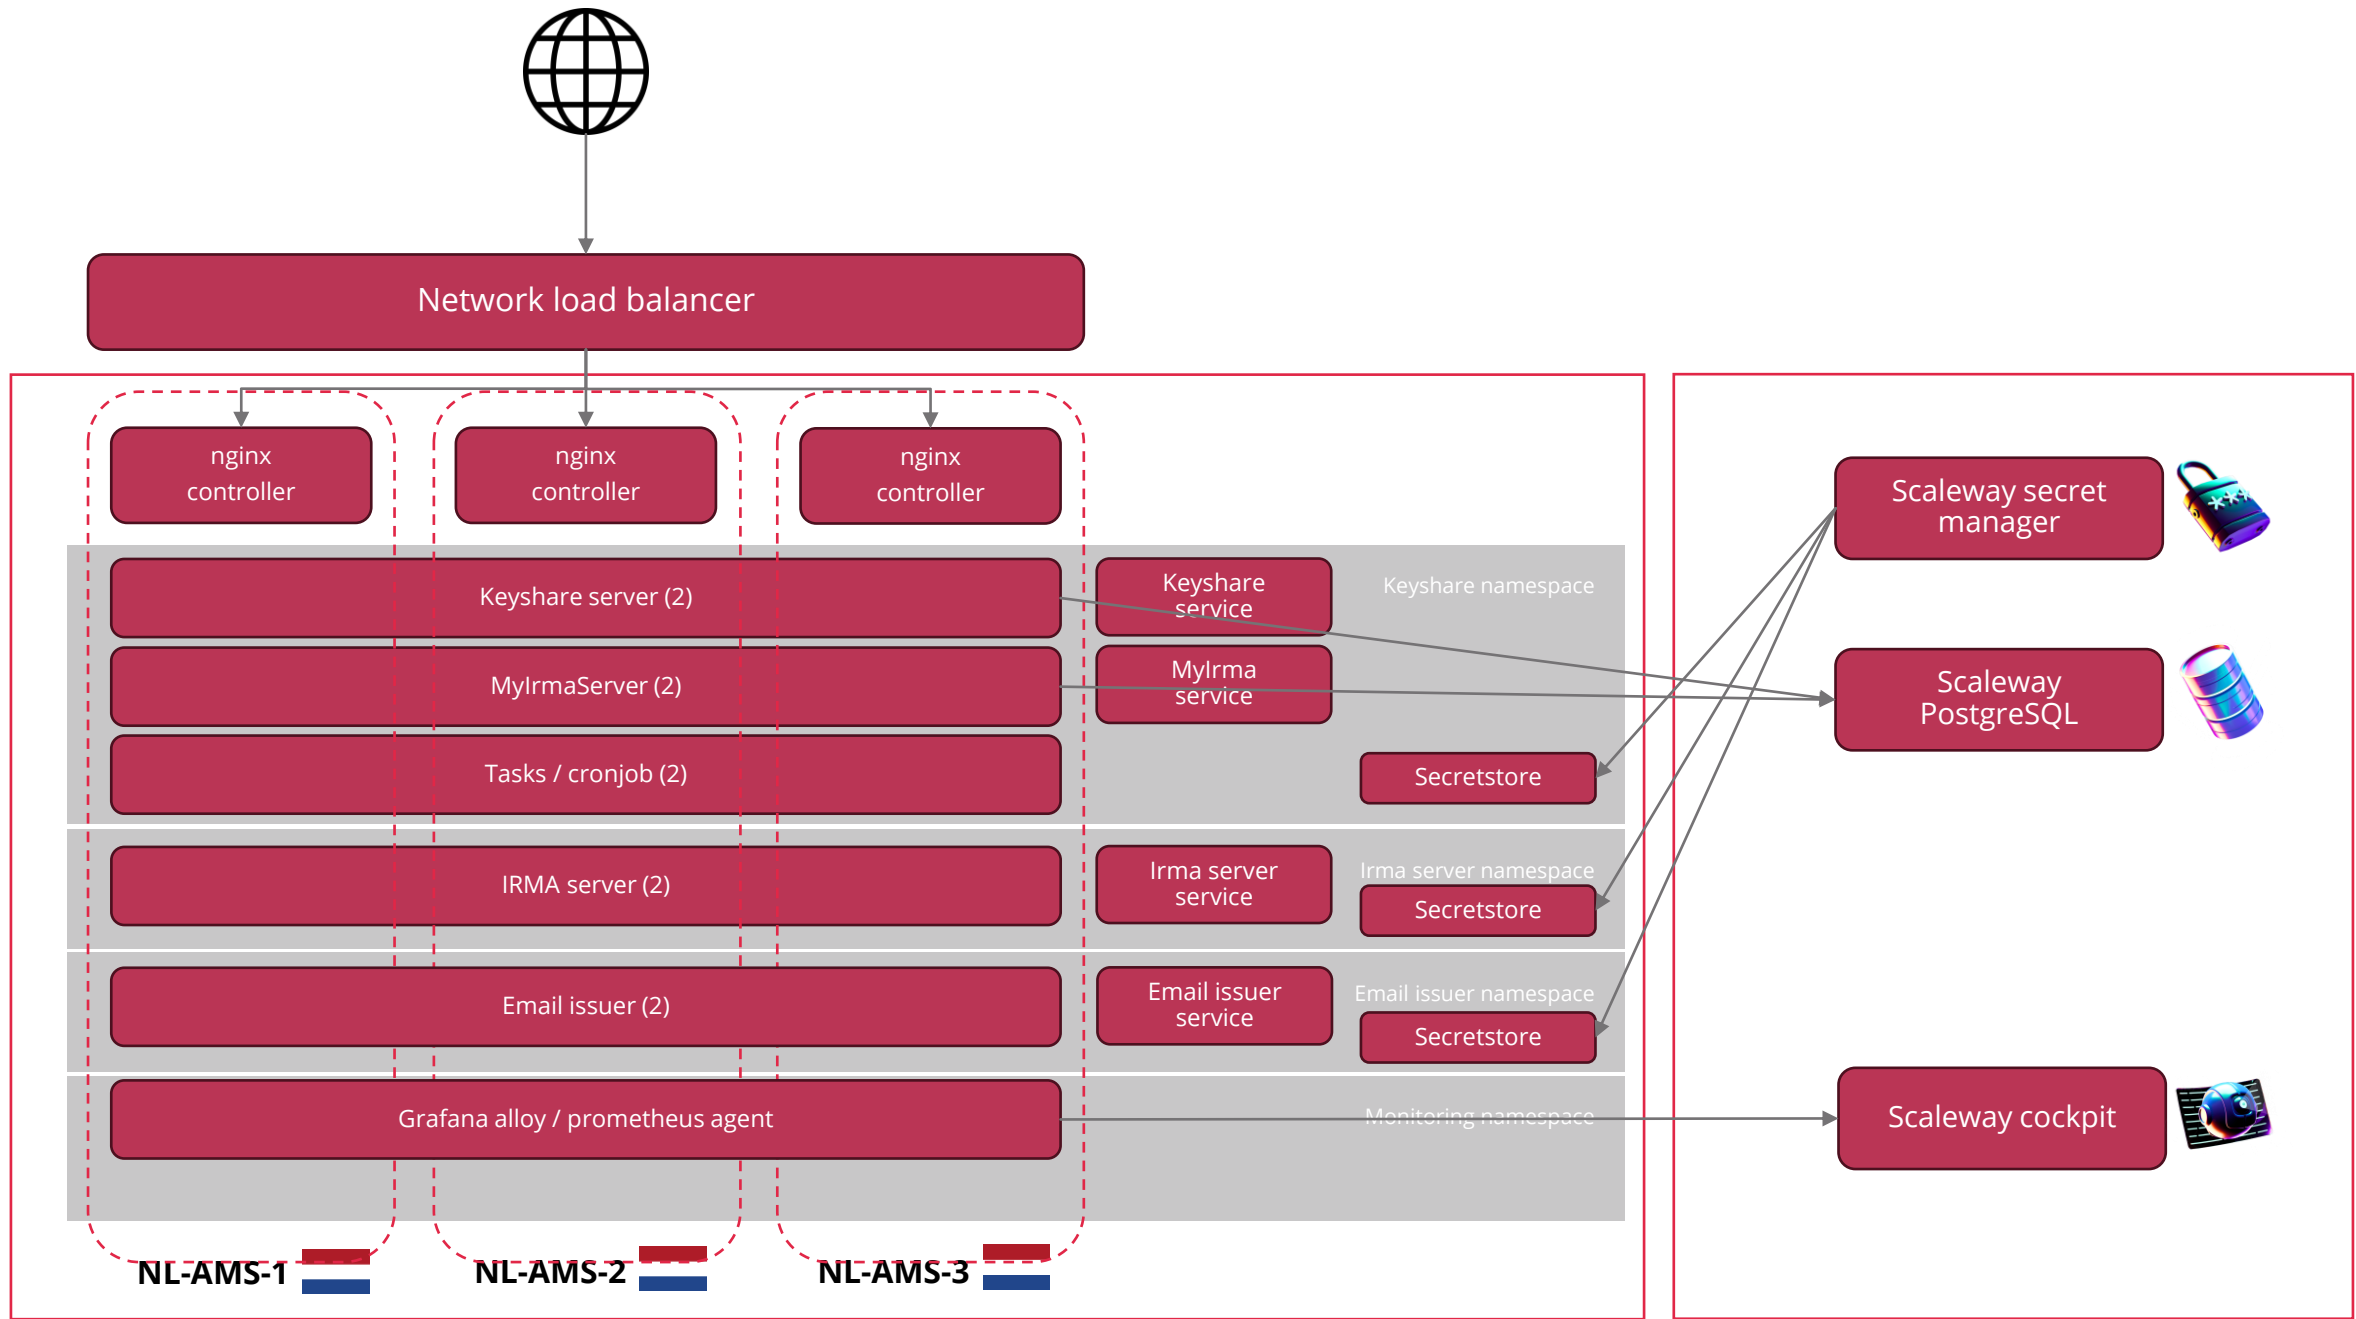 Network load balancer
nginx
controller
nginx
controller
nginx
controller
Keyshare server (2)
Keyshare
service
Keyshare namespace
MyIrmaServer (2)
MyIrma
service
Tasks / cronjob (2)
Secretstore
IRMA server (2)
Irma server
service
Irma server namespace
Secretstore
Email issuer (2)
Email issuer
service
Email issuer namespace
Secretstore
Grafana alloy / prometheus agent
Monitoring namespace
NL-AMS-1
NL-AMS-2
NL-AMS-3
Scaleway secret
manager
***
Scaleway
PostgreSQL
Scaleway cockpit